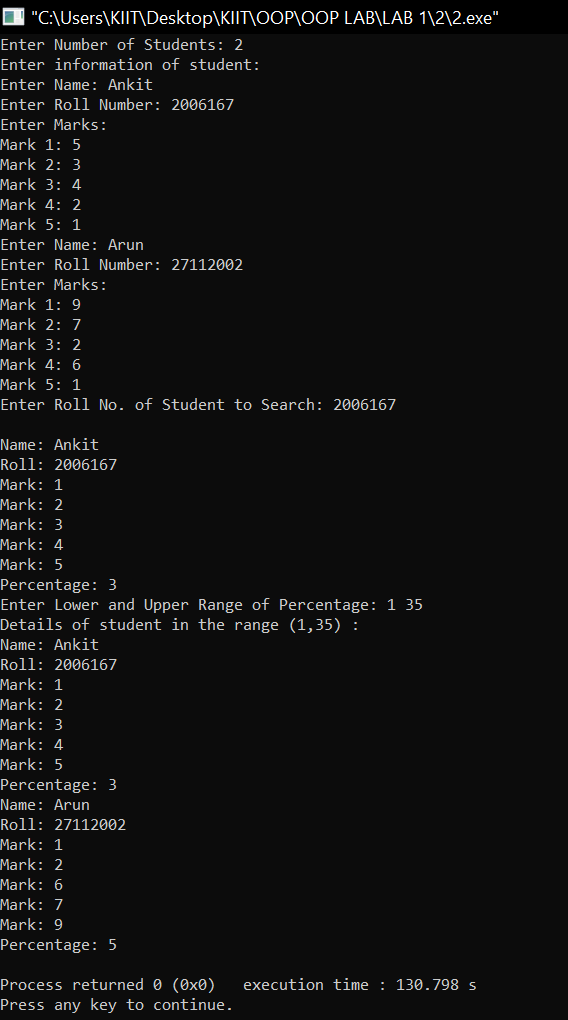 "C:\Users\KIIT\Desktop\KIIT\OOP\OOP LAB\LAB 1\2\2.exe"
Enter Number of Students: 2
Enter information of student:
Enter Name: Ankit
Enter Roll Number: 2006167
Enter Marks:
Mark 1: 5
Mark 2: 3
Mark 3: 4
Mark 4: 2
Mark 5: 1
Enter Name: Arun
Enter Roll Number: 27112002
Enter Marks:
Mark 1: 9
Mark 2: 7
Mark 3: 2
Mark 4: 6
Mark 5: 1
Enter Roll No. of Student to Search: 2006167

Name: Ankit
Roll: 2006167
Mark: 1
Mark: 2
Mark: 3
Mark: 4
Mark: 5
Percentage: 3
Enter Lower and Upper Range of Percentage: 1 35
Details of student in the range (1,35) :
Name: Ankit
Roll: 2006167
Mark: 1
Mark: 2
Mark: 3
Mark: 4
Mark: 5
Percentage: 3
Name: Arun
Roll: 27112002
Mark: 1
Mark: 2
Mark: 6
Mark: 7
Mark: 9
Percentage: 5

Process returned 0 (0x0)   execution time : 130.798 s
Press any key to continue.